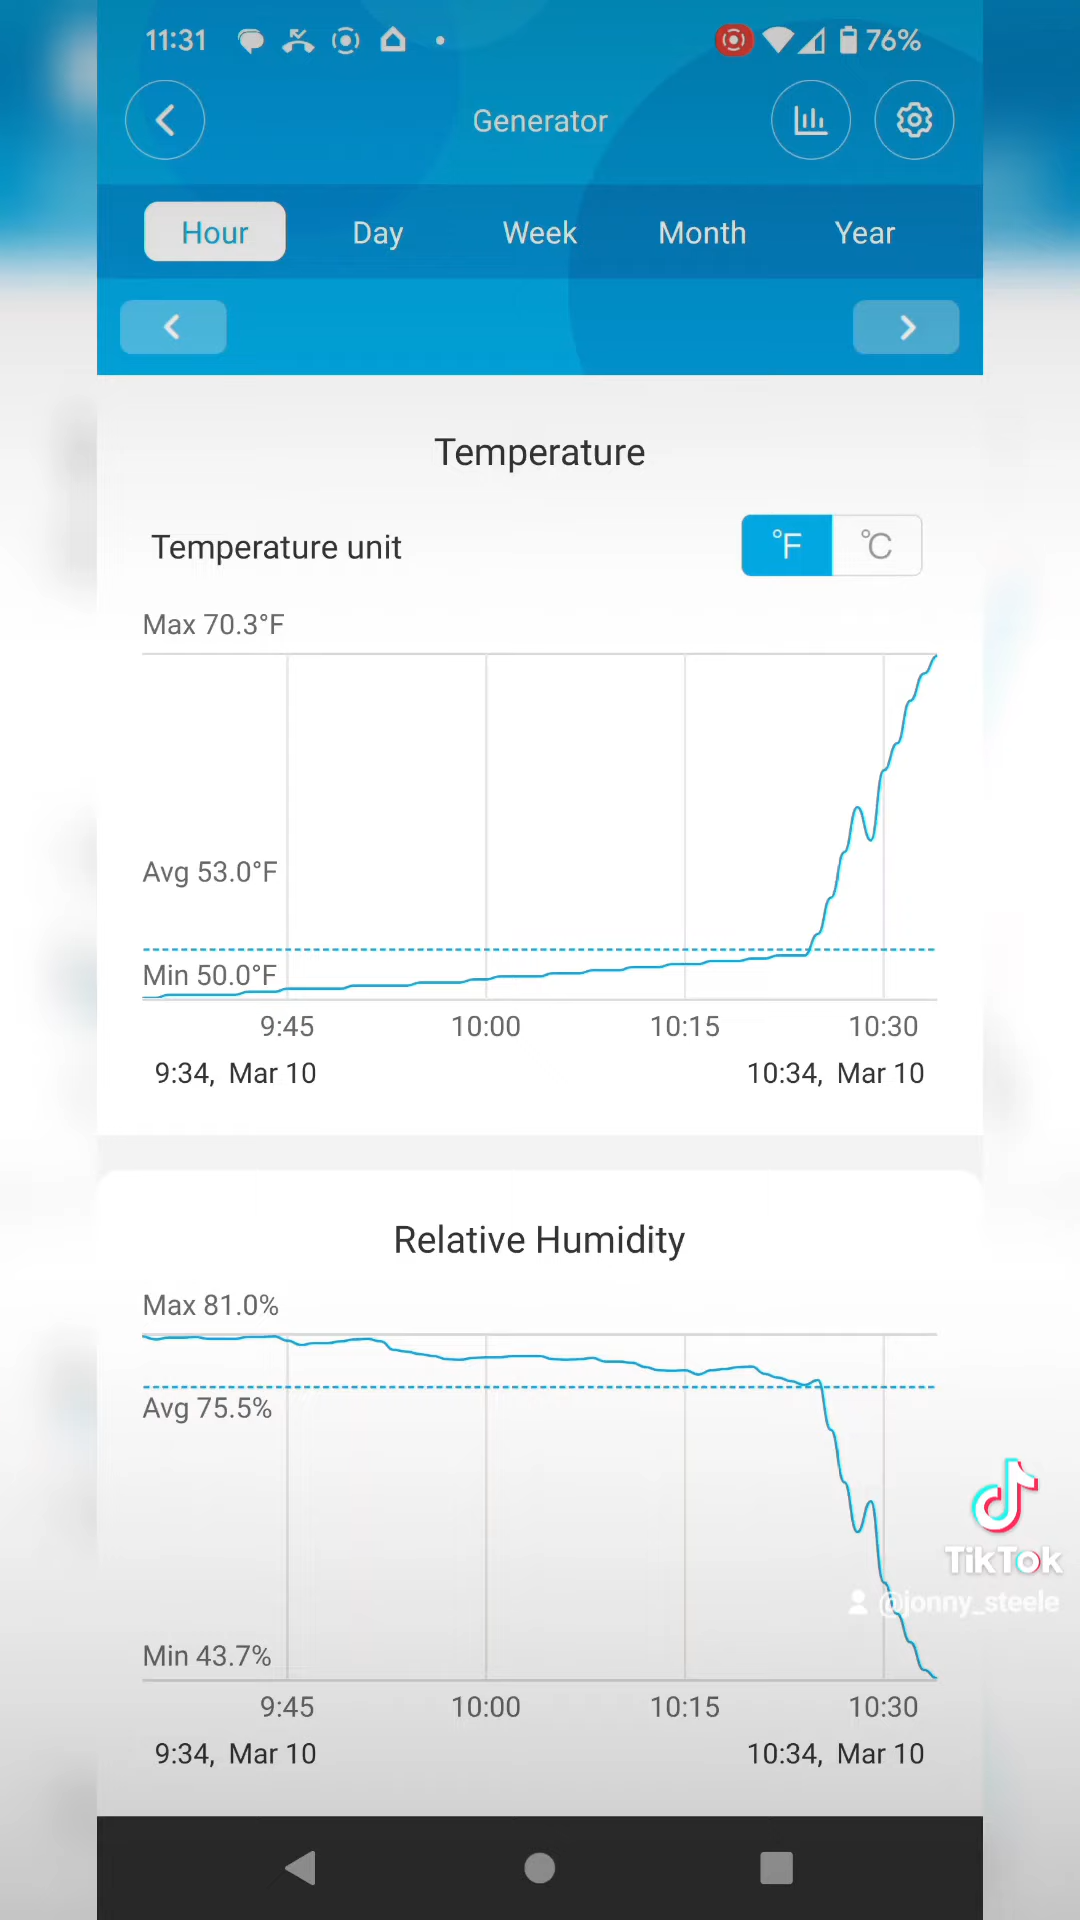 11:31
76%
Generator
Hour Day Week Month Year
Temperature
Temperature unit
°F °C
Max 70.3°F
Avg 53.0°F
Min 50.0°F
9:45 10:00 10:15 10:30
9:34, Mar 10 10:34, Mar 10
Relative Humidity
Max 81.0%
Avg 75.5%
TikTok
@jonny_steele
Min 43.7%
9:45 10:00 10:15 10:30
9:34, Mar 10 10:34, Mar 10